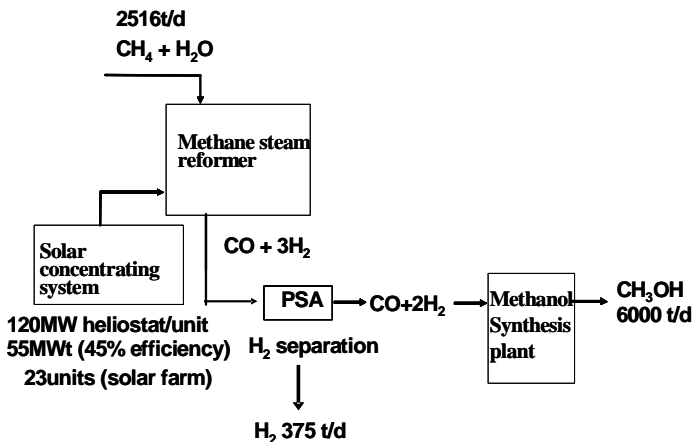 2516t/d
CH₄ + H₂O
Methane steam
reformer
Solar
concentrating
system
CO + 3H₂
PSA
CO+2H₂
Methanol
Synthesis
plant
CH₃OH
6000 t/d
120MW heliostat/unit
55MWt (45% efficiency)
23units (solar farm)
H₂ separation
H₂ 375 t/d